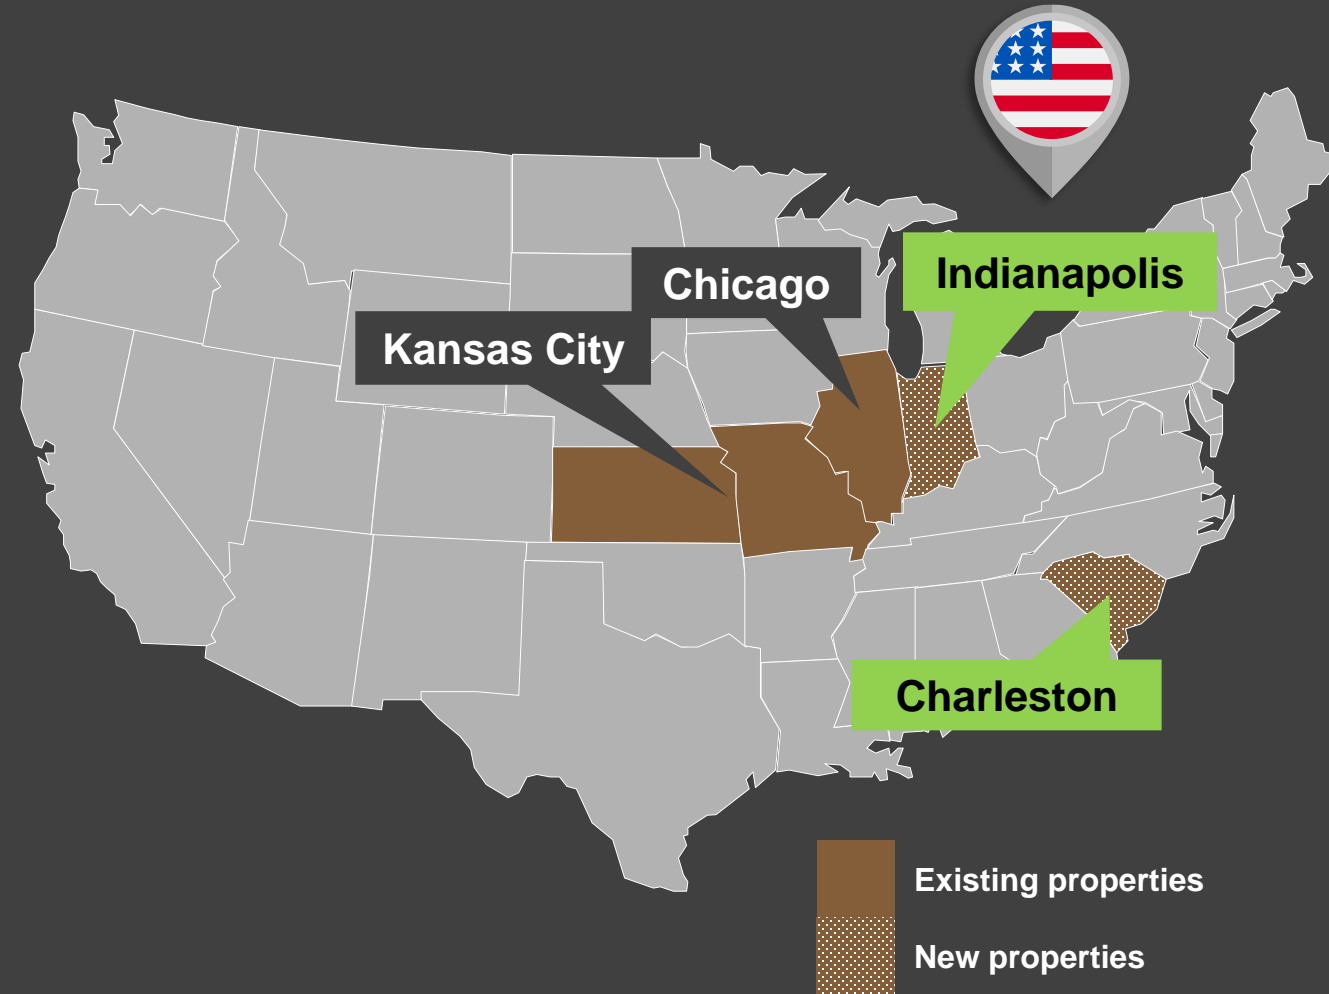 Indianapolis
Chicago
Kansas City
Charleston
Existing properties
New properties